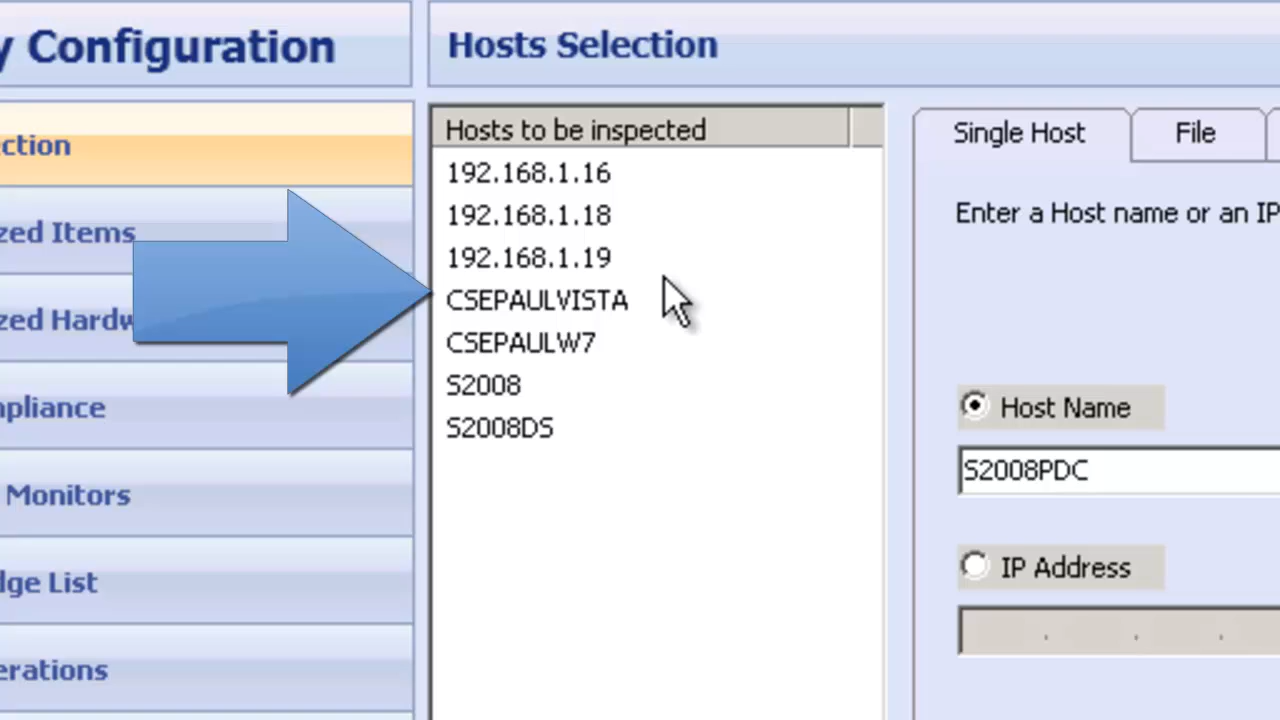 y Configuration
Hosts Selection
ction
zed Items
zed Hardw
mpliance
Monitors
dge List
erations
Hosts to be inspected
192.168.1.16
192.168.1.18
192.168.1.19
CSEPAULVISTA
CSEPAULW7
S2008
S2008DS
Single Host
File
Enter a Host name or an IP
Host Name
S2008PDC
IP Address
. . .